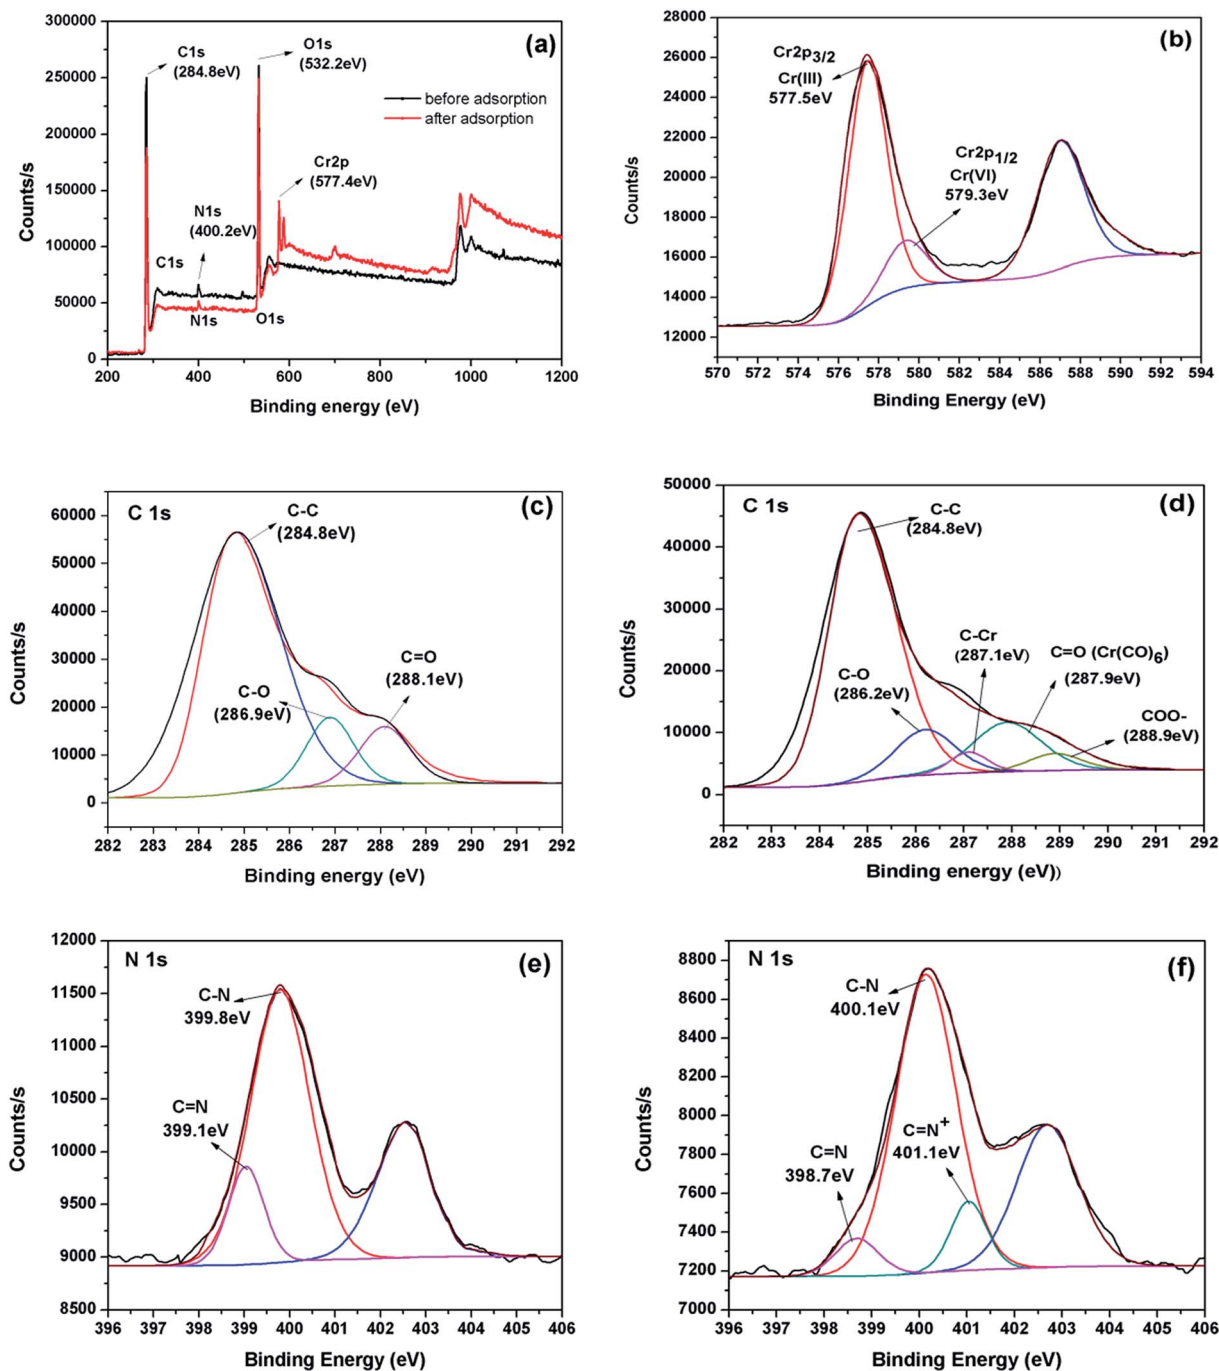 (a)
300000
250000
200000
150000
100000
50000
0
Counts/s
C1s
(284.8eV)
O1s
(532.2eV)
before adsorption
after adsorption
Cr2p
(577.4eV)
N1s
(400.2eV)
C1s
N1s
O1s
200 400 600 800 1000 1200
Binding energy (eV)
(b)
28000
26000
24000
22000
20000
18000
16000
14000
12000
Counts/s
Cr2p3/2
Cr(III)
577.5eV
Cr2p1/2
Cr(VI)
579.3eV
570 572 574 576 578 580 582 584 586 588 590 592 594
Binding Energy (eV)
C 1s
(c)
60000
50000
40000
30000
20000
10000
0
Counts/s
C-C
(284.8eV)
C=O
(288.1eV)
C-O
(286.9eV)
282 283 284 285 286 287 288 289 290 291 292
Binding energy (eV)
C 1s
(d)
50000
40000
30000
20000
10000
0
Counts/s
C-C
(284.8eV)
C-Cr
(287.1eV)
C=O (Cr(CO)6)
(287.9eV)
C-O
(286.2eV)
COO-
(288.9eV)
282 283 284 285 286 287 288 289 290 291 292
Binding energy (eV))
N 1s
(e)
12000
11500
11000
10500
10000
9500
9000
8500
Counts/s
C-N
399.8eV
C=N
399.1eV
396 397 398 399 400 401 402 403 404 405 406
Binding Energy (eV)
N 1s
(f)
8800
8600
8400
8200
8000
7800
7600
7400
7200
7000
Counts/s
C-N
400.1eV
C=N+
401.1eV
C=N
398.7eV
396 397 398 399 400 401 402 403 404 405 406
Binding Energy (eV)